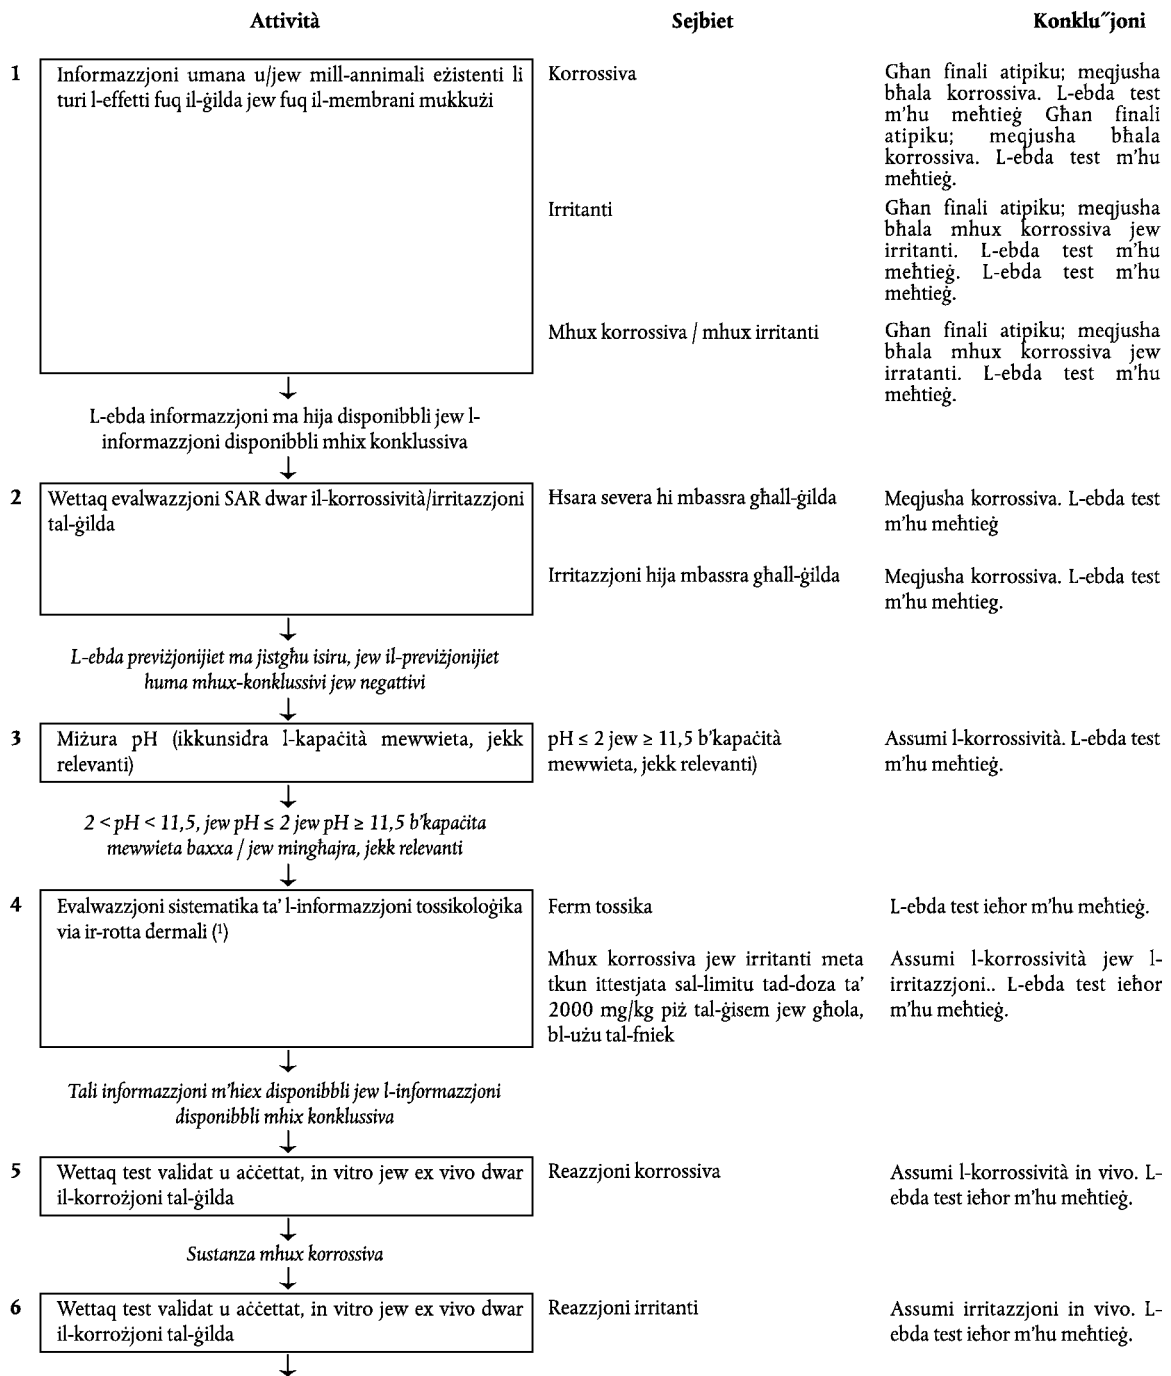 Attività Sejbiet Konklu˝joni
1 Informazzjoni umana u/jew mill-annimali eżistenti li
turi l-effetti fuq il-ġilda jew fuq il-membrani mukkużi
Korrossiva
Għan finali atipiku; meqjusha
bħala korrossiva. L-ebda test
m'hu meħtieġ Għan finali
atipiku; meqjusha bħala
korrossiva. L-ebda test m'hu
meħtieġ.
Irritanti
Għan finali atipiku; meqjusha
bħala mhux korrossiva jew
irritanti. L-ebda test m'hu
meħtieġ. L-ebda test m'hu
meħtieġ.
Mhux korrossiva / mhux irritanti
Għan finali atipiku; meqjusha
bħala mhux korrossiva jew
irratanti. L-ebda test m'hu
meħtieġ.
L-ebda informazzjoni ma hija disponibbli jew l-
informazzjoni disponibbli mhix konklussiva
2 Wettaq evalwazzjoni SAR dwar il-korrossività/irritazzjoni
tal-ġilda
Ħsara severa hi mbassra għall-ġilda
Meqjusha korrossiva. L-ebda test
m'hu meħtieġ
Irritazzjoni hija mbassra għall-ġilda
Meqjusha korrossiva. L-ebda test
m'hu mehtieg.
L-ebda previżjonijiet ma jistgħu isiru, jew il-previżjonijiet
huma mhux-konklussivi jew negattivi
3 Miżura pH (ikkunsidra l-kapaċità mewwieta, jekk
relevanti)
pH ≤ 2 jew ≥ 11,5 b'kapaċità
mewwieta, jekk relevanti)
Assumi l-korrossività. L-ebda test
m'hu meħtieġ.
2 < pH < 11,5, jew pH ≤ 2 jew pH ≥ 11,5 b'kapaċita
mewwieta baxxa / jew mingħajra, jekk relevanti
4 Evalwazzjoni sistematika ta' l-informazzjoni tossikoloġika
via ir-rotta dermali (¹)
Ferm tossika
L-ebda test ieħor m'hu meħtieġ.
Mhux korrossiva jew irritanti meta
tkun ittestjata sal-limitu tad-doza ta'
2000 mg/kg piż tal-ġisem jew għola,
bl-użu tal-fniek
Assumi l-korrossività jew l-
irritazzjoni.. L-ebda test ieħor
m'hu meħtieġ.
Tali informazzjoni m'hiex disponibbli jew l-informazzjoni
disponibbli mhix konklussiva
5 Wettaq test validat u aċċettat, in vitro jew ex vivo dwar
il-korrożjoni tal-ġilda
Reazzjoni korrossiva
Assumi l-korrossività in vivo. L-
ebda test ieħor m'hu meħtieġ.
Sustanza mhux korrossiva
6 Wettaq test validat u aċċettat, in vitro jew ex vivo dwar
il-korrożjoni tal-ġilda
Reazzjoni irritanti
Assumi irritazzjoni in vivo. L-
ebda test ieħor m'hu meħtieġ.